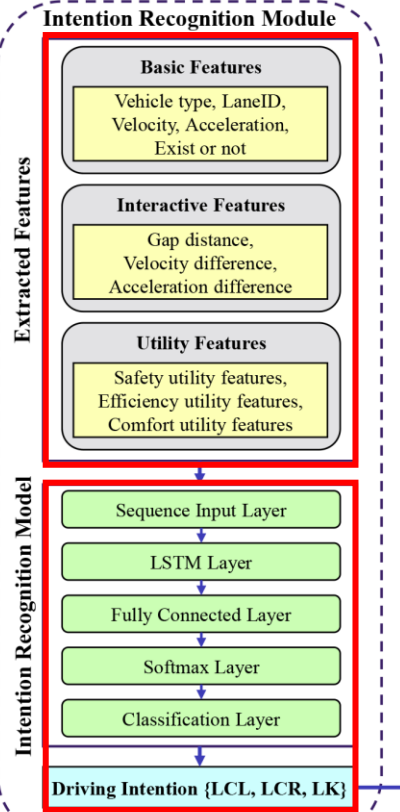 Intention Recognition Module
Extracted Features
Basic Features
Vehicle type, LaneID,
Velocity, Acceleration,
Exist or not
Interactive Features
Gap distance,
Velocity difference,
Acceleration difference
Utility Features
Safety utility features,
Efficiency utility features,
Comfort utility features
Intention Recognition Model
Sequence Input Layer
LSTM Layer
Fully Connected Layer
Softmax Layer
Classification Layer
Driving Intention {LCL, LCR, LK}